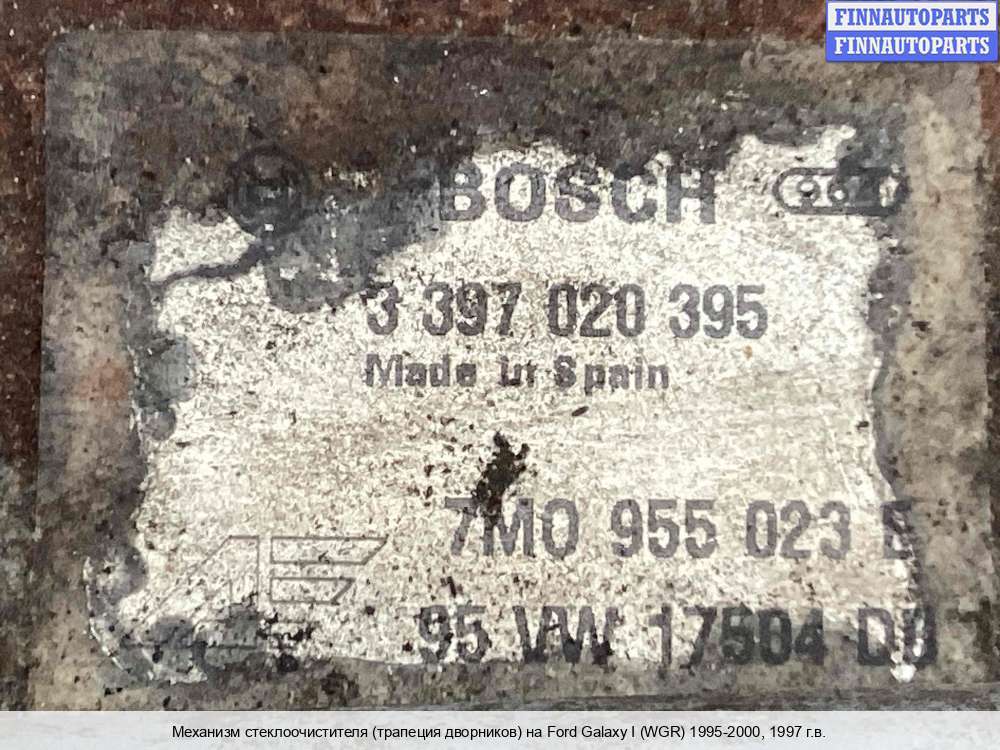 FINNAUTOPARTS
FINNAUTOPARTS
BOSCH
3 397 020 395
Made in Spain
7M0 955 023
95 VW 17504
Механизм стеклоочистителя (трапеция дворников) на Ford Galaxy I (WGR) 1995-2000, 1997 г.в.